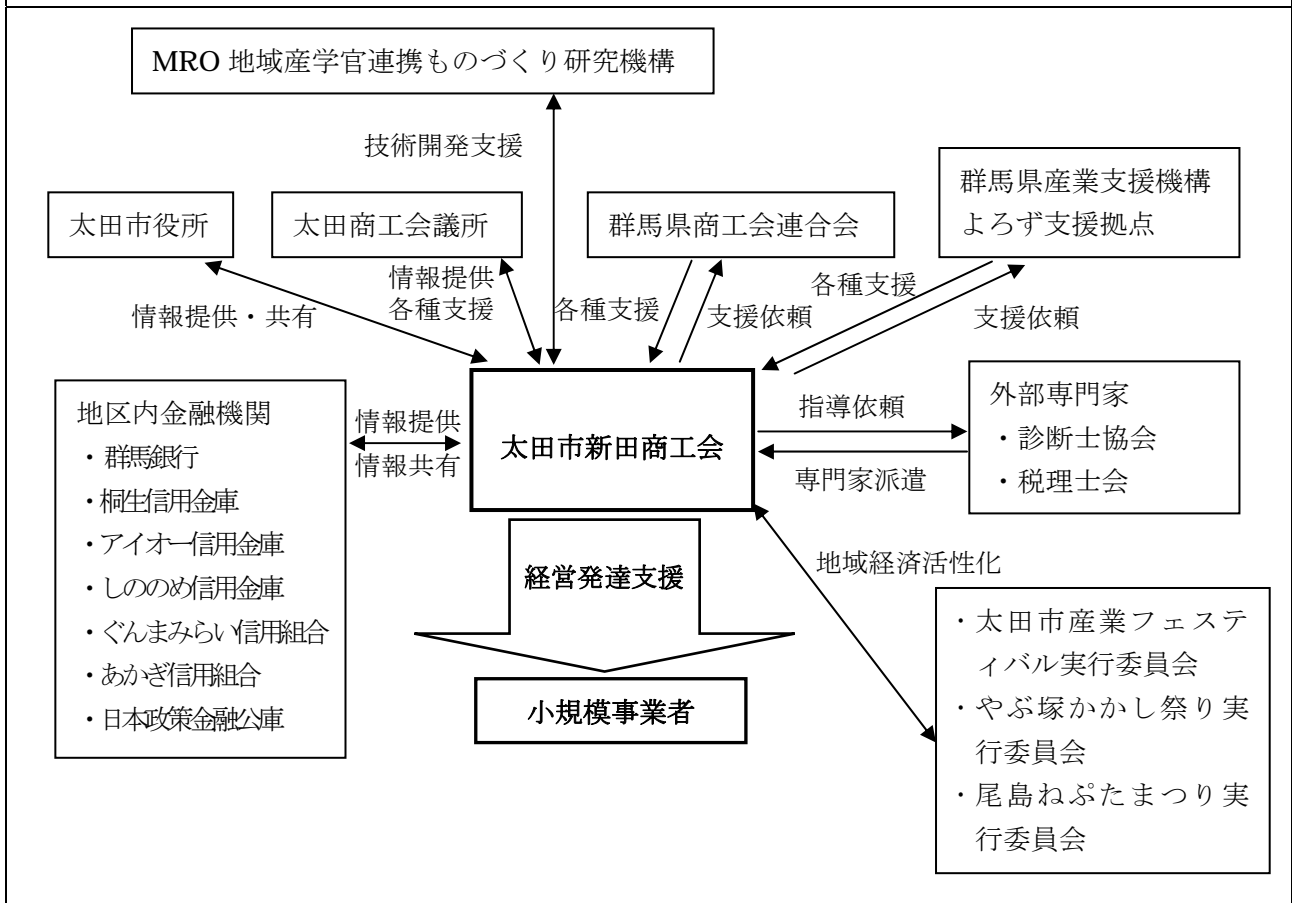 MRO 地域産学官連携ものづくり研究機構
技術開発支援
群馬県産業支援機構
よろず支援拠点
太田市役所
太田商工会議所
群馬県商工会連合会
情報提供・共有
情報提供
各種支援
各種支援
支援依頼
各種支援
支援依頼
地区内金融機関
・群馬銀行
・桐生信用金庫
・アイオー信用金庫
・しののめ信用金庫
・ぐんまみらい信用組合
・あかぎ信用組合
・日本政策金融公庫
情報提供
情報共有
太田市新田商工会
指導依頼
専門家派遣
外部専門家
・診断士協会
・税理士会
経営発達支援
小規模事業者
地域経済活性化
・太田市産業フェステ
ィバル実行委員会
・やぶ塚かかし祭り実
行委員会
・尾島ねぷたまつり実
行委員会